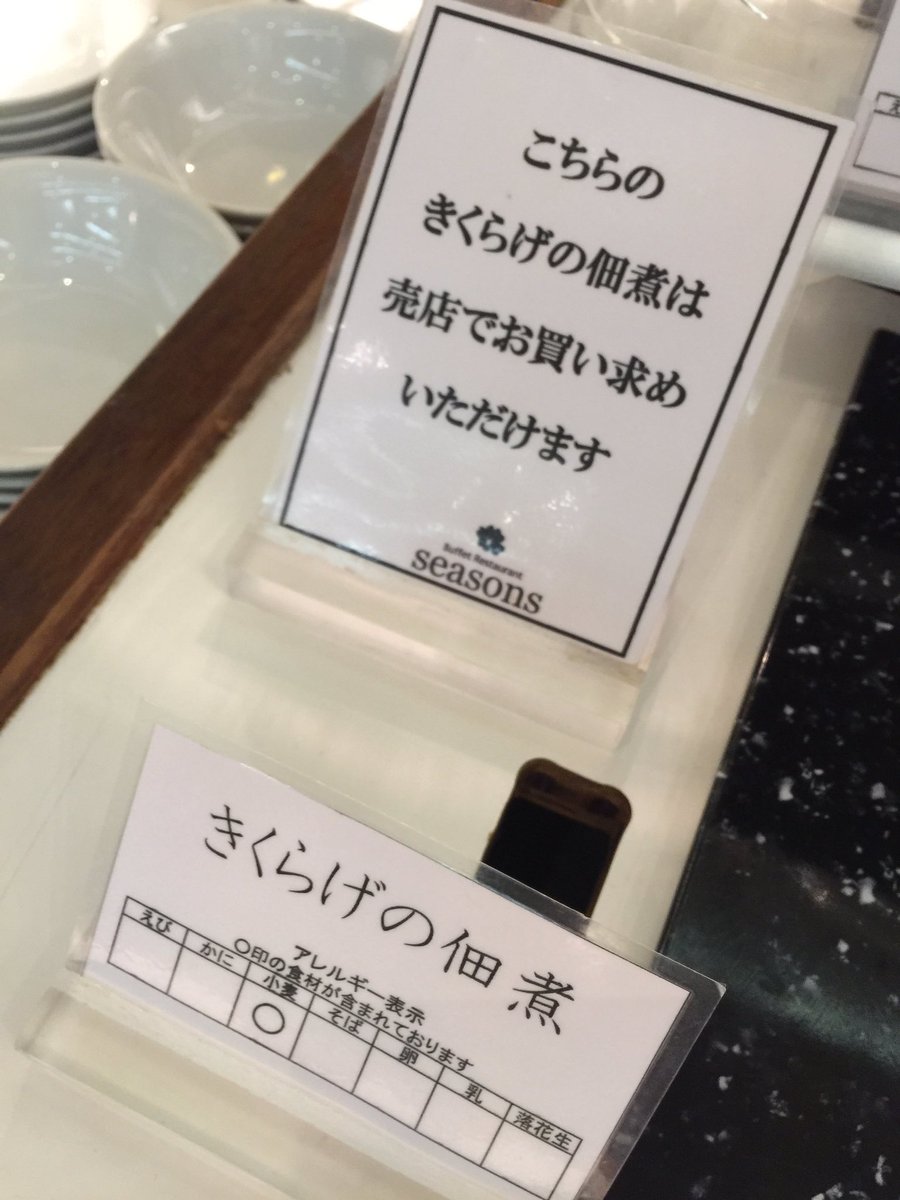 こちらの
きくらげの佃煮は
売店でお買い求め
いただけます
Buffet Restaurant
seasons
きくらげの佃煮
アレルギー表示
〇印の食材が含まれております
えび かに 小麦 そば 卵 乳 落花生
〇
え